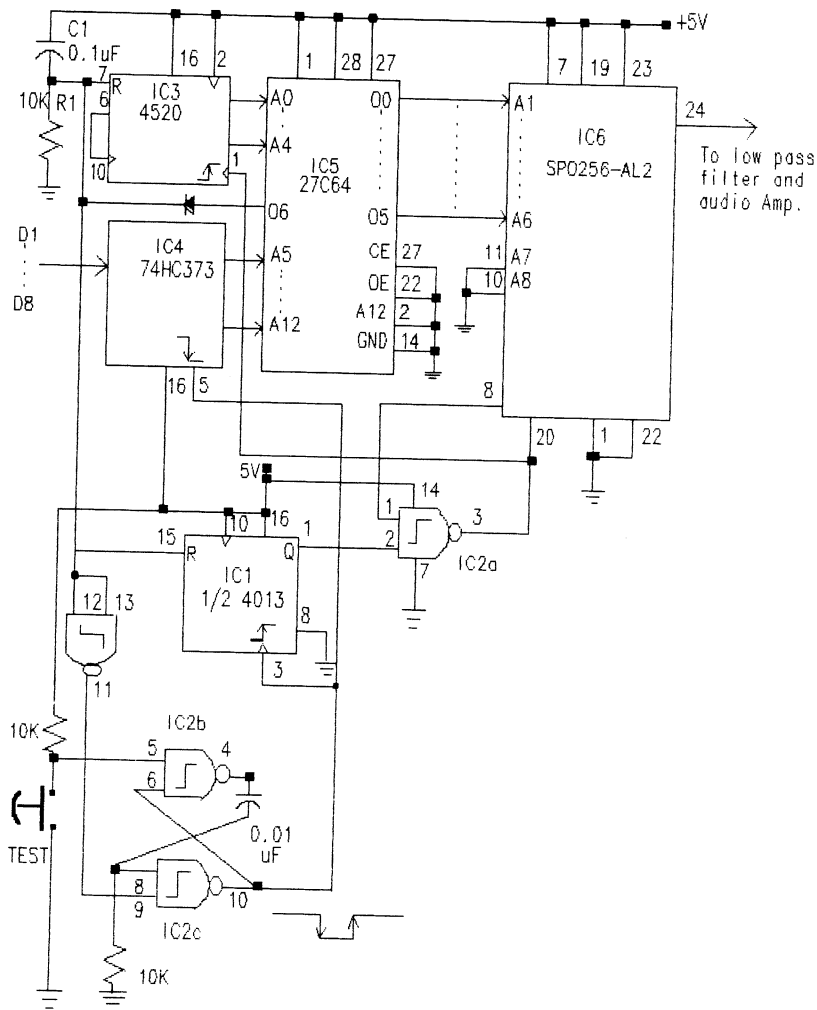 +5V
C1
0.1uF
16
2
1
28
27
7
19
23
7
R
IC3
4520
A0
O0
A1
24
10K
R1
6
IC6
SPO256-AL2
10
1
A4
IC5
27C64
To low pass
filter and
audio Amp.
O6
O5
A6
D1
IC4
74HC373
A5
CE
27
11
A7
OE
22
10
A8
D8
A12
2
A12
GND
14
16
5
8
20
1
22
5V
14
10
16
1
1
3
15
R
Q
2
IC2a
IC1
1/2 4013
7
12
13
8
3
11
IC2b
10K
5
4
6
0.01
uF
TEST
8
10
9
IC2c
10K